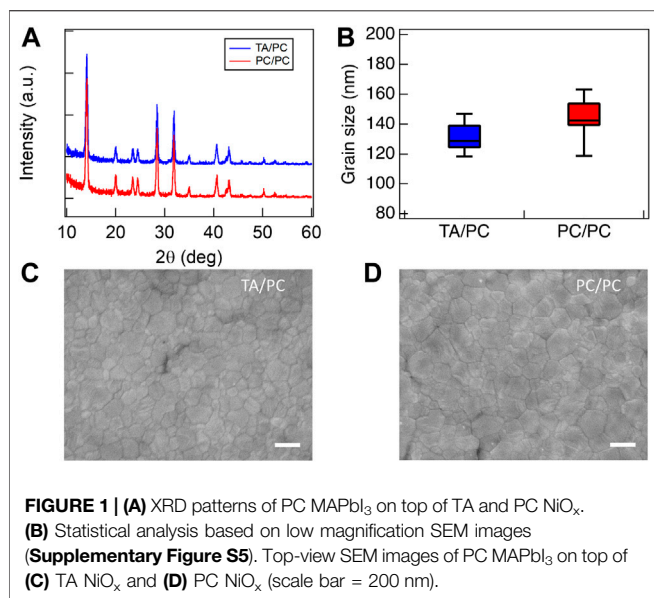 A
TA/PC
PC/PC
Intensity (a.u.)
10 20 30 40 50 60
2θ (deg)
B
200
180
160
140
120
100
80
Grain size (nm)
TA/PC PC/PC
C
TA/PC
D
PC/PC
FIGURE 1 | (A) XRD patterns of PC MAPbI₃ on top of TA and PC NiOₓ.
(B) Statistical analysis based on low magnification SEM images
(Supplementary Figure S5). Top-view SEM images of PC MAPbI₃ on top of
(C) TA NiOₓ and (D) PC NiOₓ (scale bar = 200 nm).